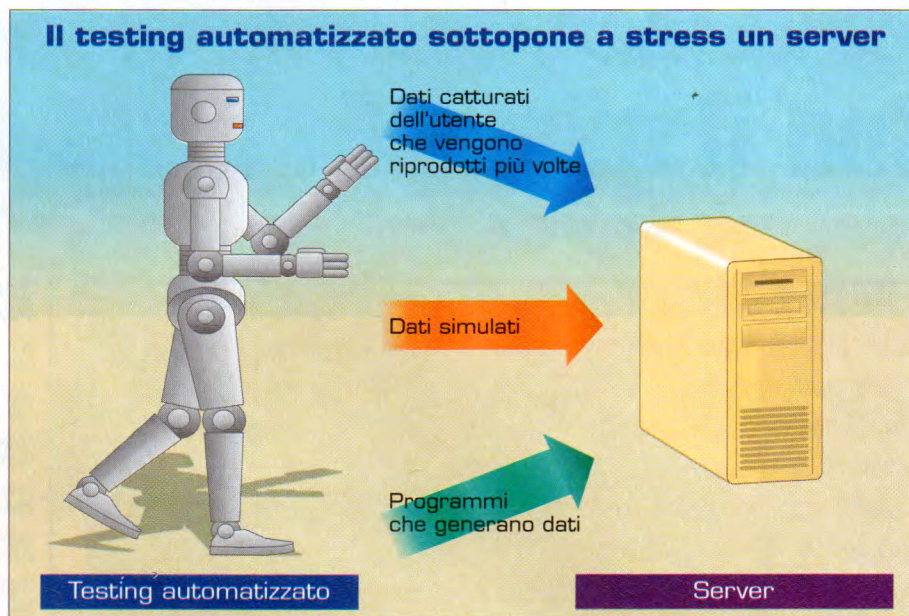 Il testing automatizzato sottopone a stress un server
Dati catturati
dell'utente
che vengono
riprodotti più volte
Dati simulati
Programmi
che generano dati
Testing automatizzato
Server